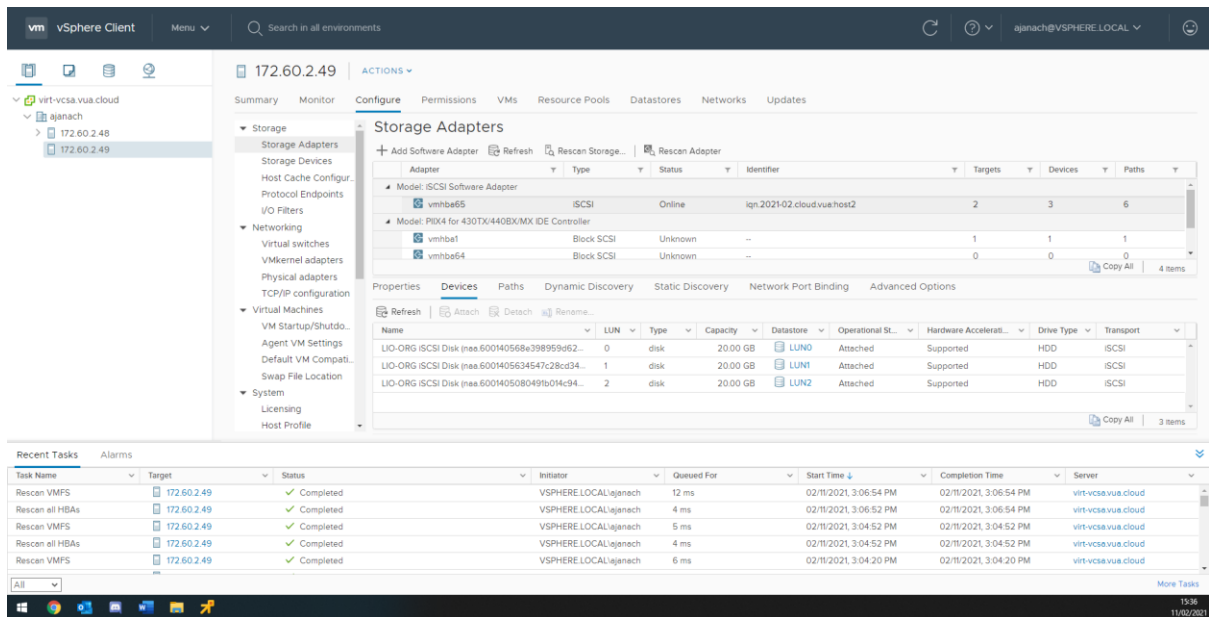 vm vSphere Client Menu Search in all environments ajanach@VSPHERE.LOCAL
172.60.2.49 ACTIONS
virt-vcsa.vua.cloud
ajanach
172.60.2.48
172.60.2.49
Summary Monitor Configure Permissions VMs Resource Pools Datastores Networks Updates
Storage
Storage Adapters
Storage Devices
Host Cache Configur...
Protocol Endpoints
I/O Filters
Networking
Virtual switches
VMkernel adapters
Physical adapters
TCP/IP configuration
Virtual Machines
VM Startup/Shutdo...
Agent VM Settings
Default VM Compati...
Swap File Location
System
Licensing
Host Profile
Storage Adapters
+ Add Software Adapter Refresh Rescan Storage... Rescan Adapter
Adapter Type Status Identifier Targets Devices Paths
Model: iSCSI Software Adapter
vmhba65 iSCSI Online iqn.2021-02.cloud.vua:host2 2 3 6
Model: PIIX4 for 430TX/440BX/MX IDE Controller
vmhba1 Block SCSI Unknown -- 1 1 1
vmhba64 Block SCSI Unknown -- 0 0 0
Copy All 4 items
Properties Devices Paths Dynamic Discovery Static Discovery Network Port Binding Advanced Options
Refresh Attach Detach Rename...
Name LUN Type Capacity Datastore Operational St... Hardware Accelerati... Drive Type Transport
LIO-ORG iSCSI Disk (naa.600140568e398959d62... 0 disk 20.00 GB LUN0 Attached Supported HDD iSCSI
LIO-ORG iSCSI Disk (naa.6001405634547c28cd34... 1 disk 20.00 GB LUN1 Attached Supported HDD iSCSI
LIO-ORG iSCSI Disk (naa.6001405080491b014c94... 2 disk 20.00 GB LUN2 Attached Supported HDD iSCSI
Copy All 3 items
Recent Tasks Alarms
Task Name Target Status Initiator Queued For Start Time Completion Time Server
Rescan VMFS 172.60.2.49 Completed VSPHERE.LOCAL\ajanach 12 ms 02/11/2021, 3:06:54 PM 02/11/2021, 3:06:54 PM virt-vcsa.vua.cloud
Rescan all HBAs 172.60.2.49 Completed VSPHERE.LOCAL\ajanach 4 ms 02/11/2021, 3:06:52 PM 02/11/2021, 3:06:54 PM virt-vcsa.vua.cloud
Rescan VMFS 172.60.2.49 Completed VSPHERE.LOCAL\ajanach 5 ms 02/11/2021, 3:04:52 PM 02/11/2021, 3:04:52 PM virt-vcsa.vua.cloud
Rescan all HBAs 172.60.2.49 Completed VSPHERE.LOCAL\ajanach 4 ms 02/11/2021, 3:04:52 PM 02/11/2021, 3:04:52 PM virt-vcsa.vua.cloud
Rescan VMFS 172.60.2.49 Completed VSPHERE.LOCAL\ajanach 6 ms 02/11/2021, 3:04:20 PM 02/11/2021, 3:04:20 PM virt-vcsa.vua.cloud
All More Tasks
15:36
11/02/2021